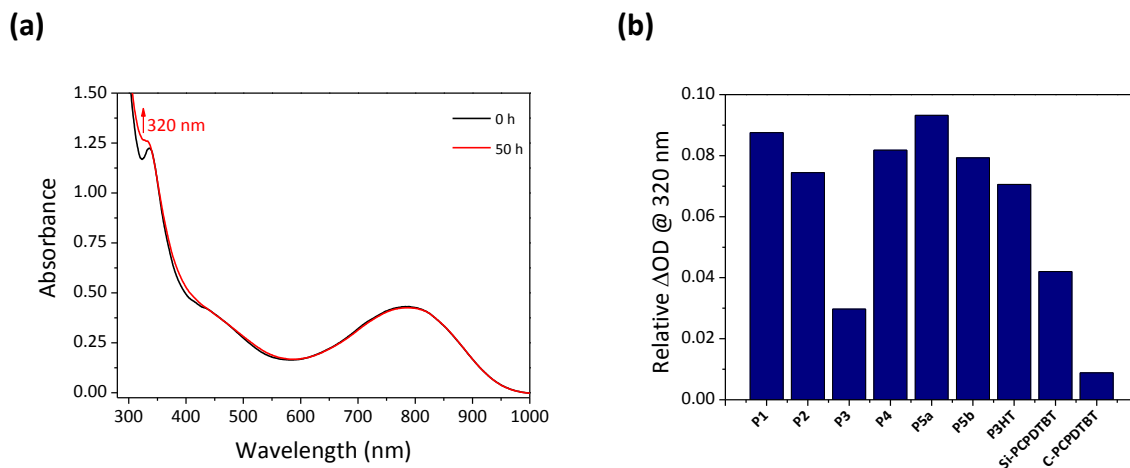 (a)
(b)
1.50
1.25
1.00
0.75
0.50
0.25
0.00
Absorbance
320 nm
0 h
50 h
300 400 500 600 700 800 900 1000
Wavelength (nm)
0.10
0.08
0.06
0.04
0.02
0.00
Relative ΔOD @ 320 nm
P1 P2 P3 P4 P5a P5b P3HT Si-PCPDTBT C-PCPDTBT